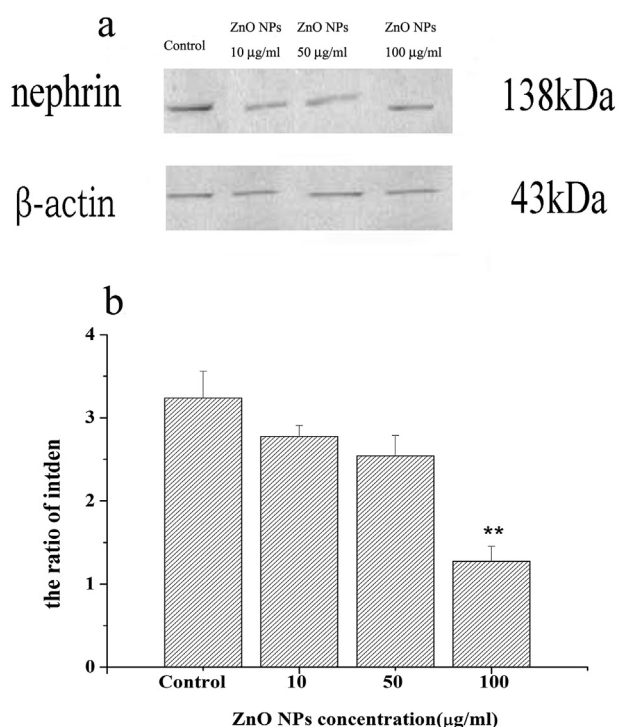 a
Control
ZnO NPs
10 μg/ml
ZnO NPs
50 μg/ml
ZnO NPs
100 μg/ml
nephrin
138kDa
β-actin
43kDa
b
4
3
2
1
0
the ratio of intden
**
Control
10
50
100
ZnO NPs concentration(μg/ml)